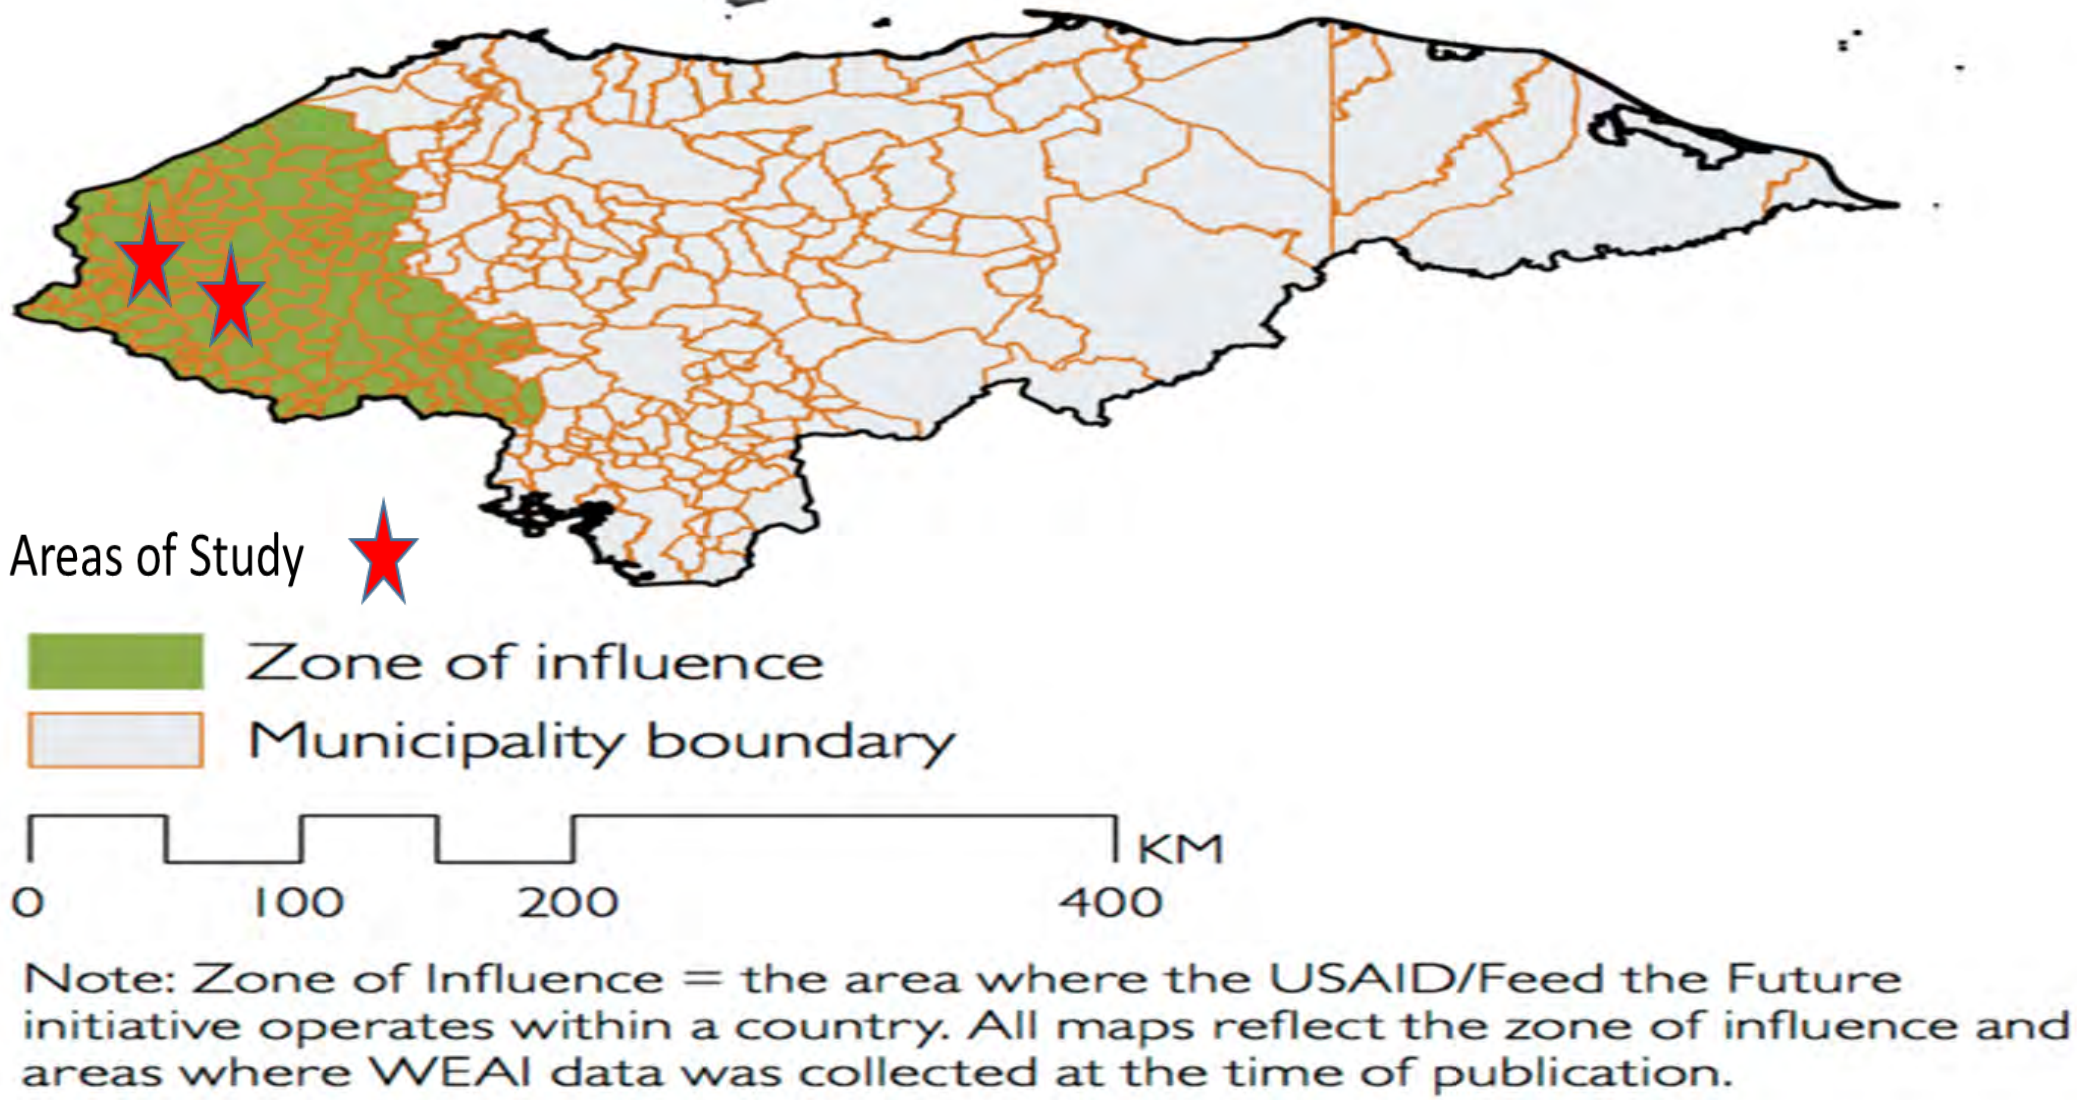 Areas of Study
Zone of influence
Municipality boundary
KM
0 100 200 400
Note: Zone of Influence = the area where the USAID/Feed the Future
initiative operates within a country. All maps reflect the zone of influence and
areas where WEAI data was collected at the time of publication.